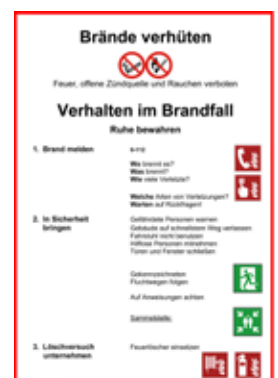 Brände verhüten
Feuer, offene Zündquelle und Rauchen verboten
Verhalten im Brandfall
Ruhe bewahren
1. Brand melden
0-112
Wo brennt es?
Was brennt?
Wie viele Verletzte?
Welche Arten von Verletzungen?
Warten auf Rückfragen!
2. In Sicherheit bringen
Gefährdete Personen warnen
Gebäude auf schnellstem Weg verlassen
Fahrstuhl nicht benutzen
Hilflose Personen mitnehmen
Türen und Fenster schließen
Gekennzeichneten
Fluchtwegen folgen
Auf Anweisungen achten
Sammelstelle:
3. Löschversuch unternehmen
Feuerlöscher einsetzen